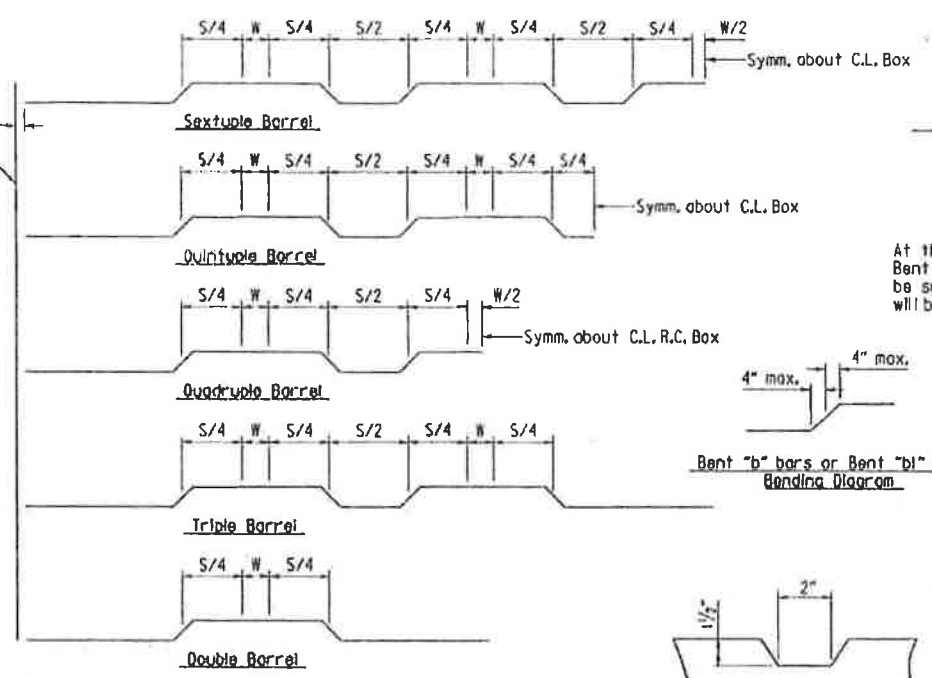 S/4 W S/4 S/2 S/4 W S/4 S/2 S/4 W/2
Symm. about C.L. Box
Sextuple Barrel
S/4 W S/4 S/2 S/4 W S/4 S/4
Symm. about C.L. Box
Quintuple Barrel
At t
Bent
be s
will b
S/4 W S/4 S/2 S/4 W/2
Symm. about C.L. R.C. Box
Quadruple Barrel
4" max.
4" max.
Bent "b" bars or Bent "b1"
Bending Diagram
S/4 W S/4 S/2 S/4 W S/4
Triple Barrel
S/4 W S/4
Double Barrel
2"
1½"